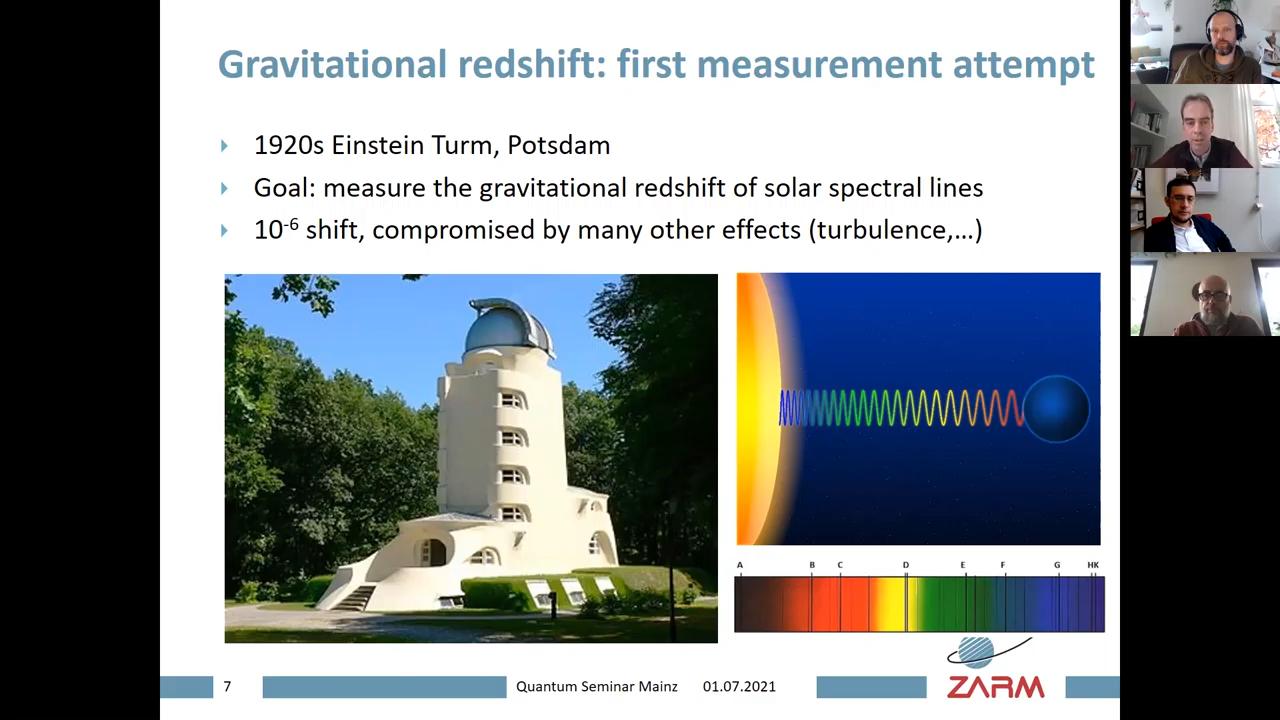 Gravitational redshift: first measurement attempt
1920s Einstein Turm, Potsdam
Goal: measure the gravitational redshift of solar spectral lines
10⁻⁶ shift, compromised by many other effects (turbulence,…)
A B C D E F G H K
7 Quantum Seminar Mainz 01.07.2021
ZARM